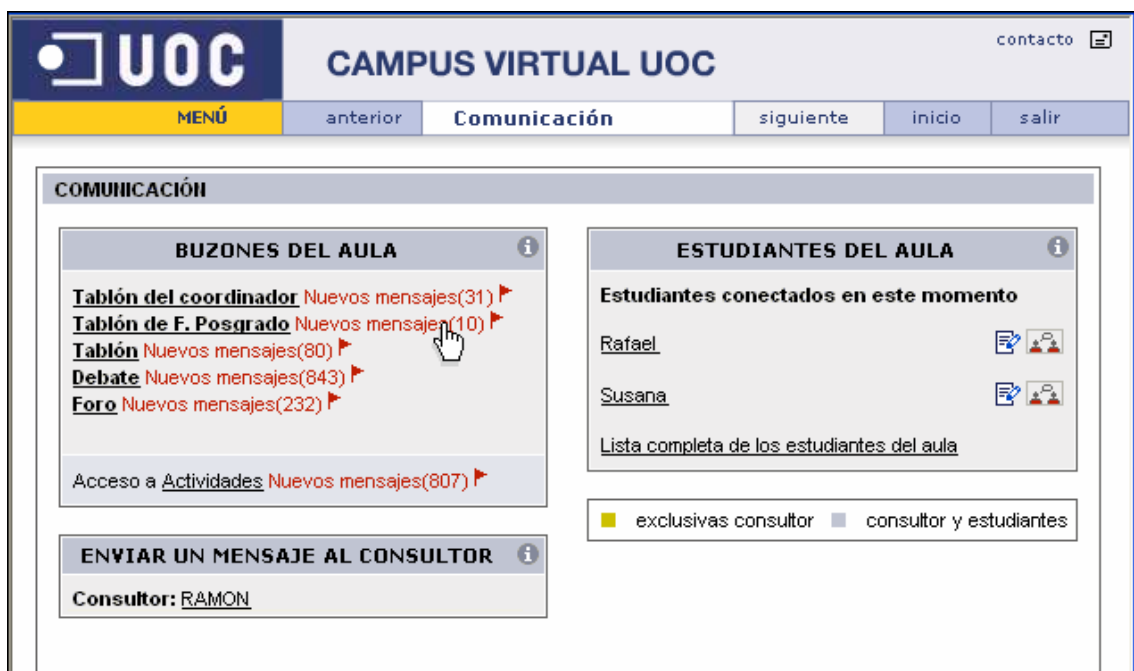 UOC
CAMPUS VIRTUAL UOC
contacto
MENÚ anterior Comunicación siguiente inicio salir
COMUNICACIÓN
BUZONES DEL AULA
Tablón del coordinador Nuevos mensajes(31)
Tablón de F. Posgrado Nuevos mensajes(10)
Tablón Nuevos mensajes(80)
Debate Nuevos mensajes(843)
Foro Nuevos mensajes(232)
Acceso a Actividades Nuevos mensajes(807)
ENVIAR UN MENSAJE AL CONSULTOR
Consultor: RAMON
ESTUDIANTES DEL AULA
Estudiantes conectados en este momento
Rafael
Susana
Lista completa de los estudiantes del aula
exclusivas consultor consultor y estudiantes